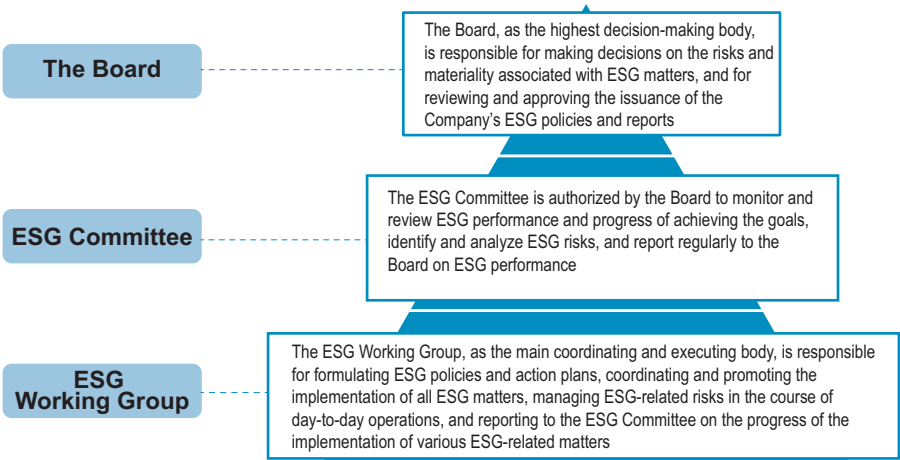 The Board
The Board, as the highest decision-making body,
is responsible for making decisions on the risks and
materiality associated with ESG matters, and for
reviewing and approving the issuance of the
Company's ESG policies and reports
ESG Committee
The ESG Committee is authorized by the Board to monitor and
review ESG performance and progress of achieving the goals,
identify and analyze ESG risks, and report regularly to the
Board on ESG performance
ESG
Working Group
The ESG Working Group, as the main coordinating and executing body, is responsible
for formulating ESG policies and action plans, coordinating and promoting the
implementation of all ESG matters, managing ESG-related risks in the course of
day-to-day operations, and reporting to the ESG Committee on the progress of the
implementation of various ESG-related matters